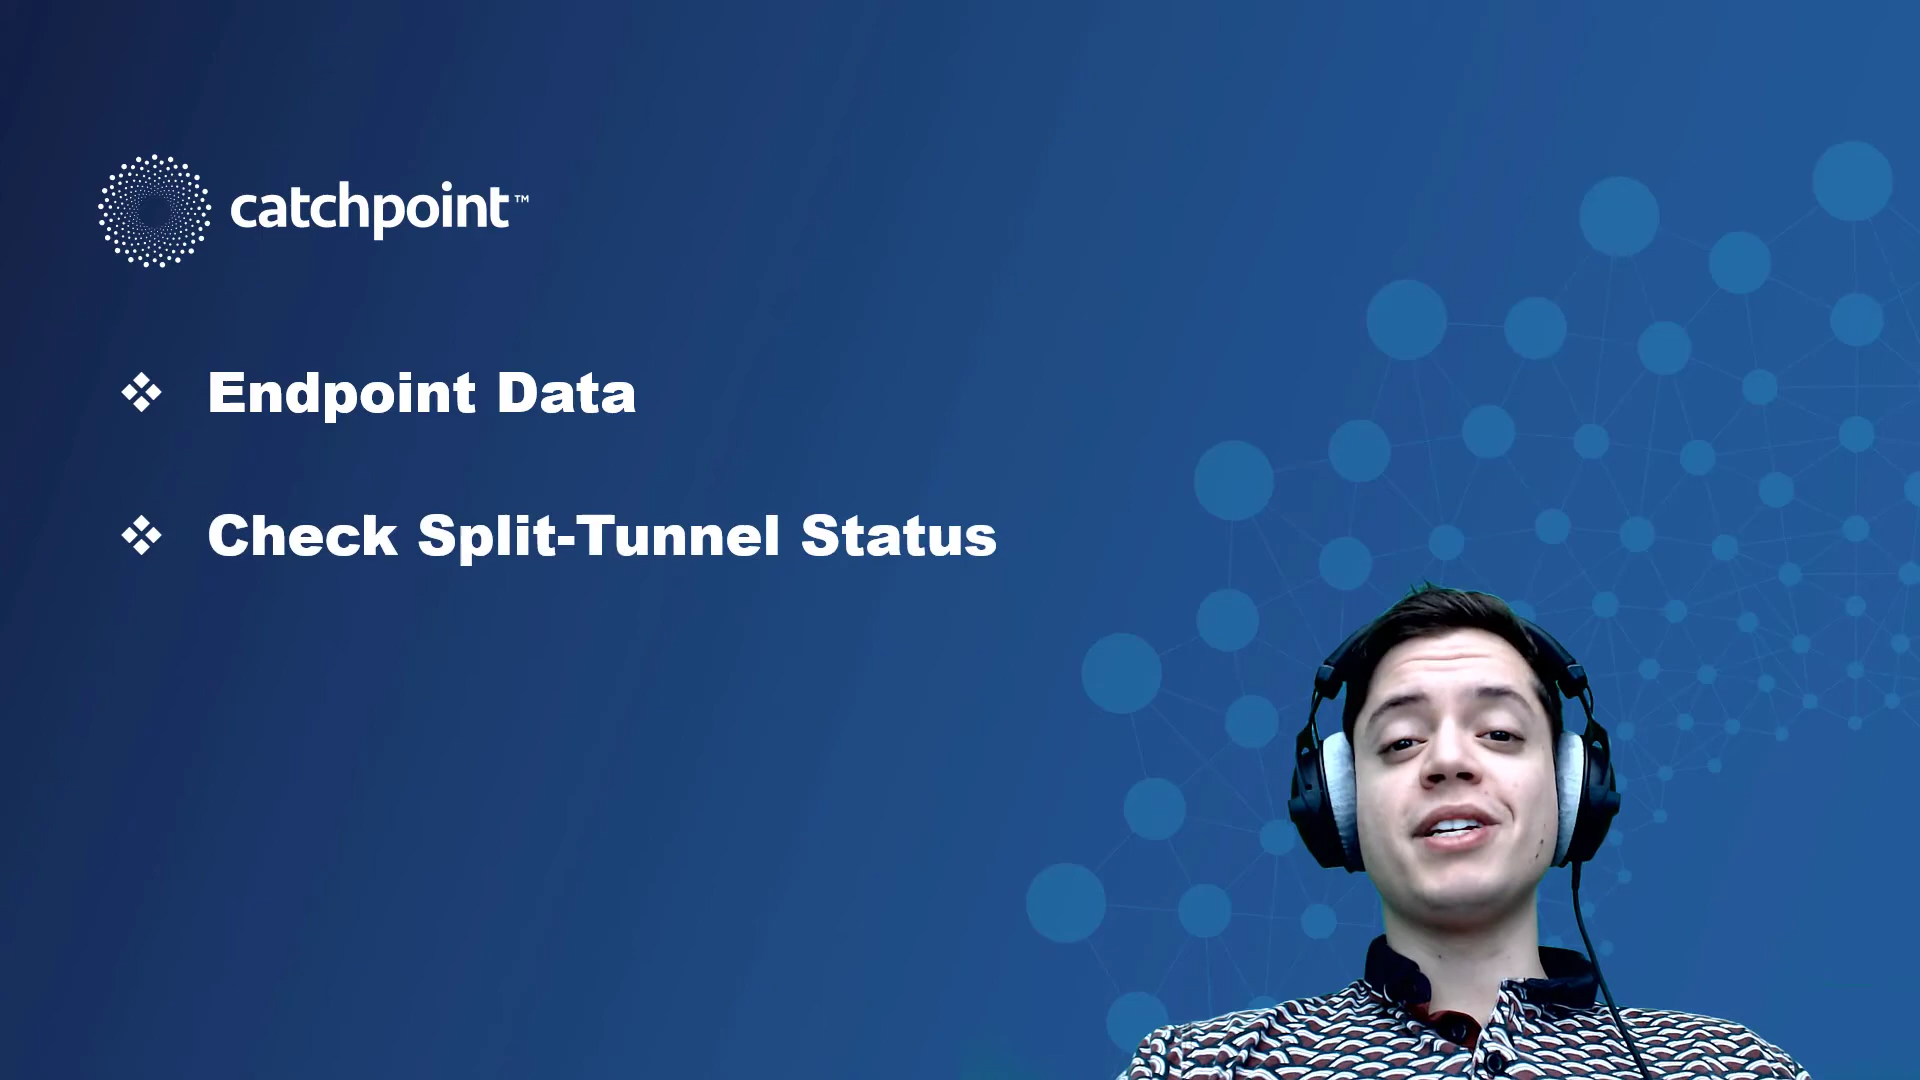 catchpoint™
❖ Endpoint Data
❖ Check Split-Tunnel Status